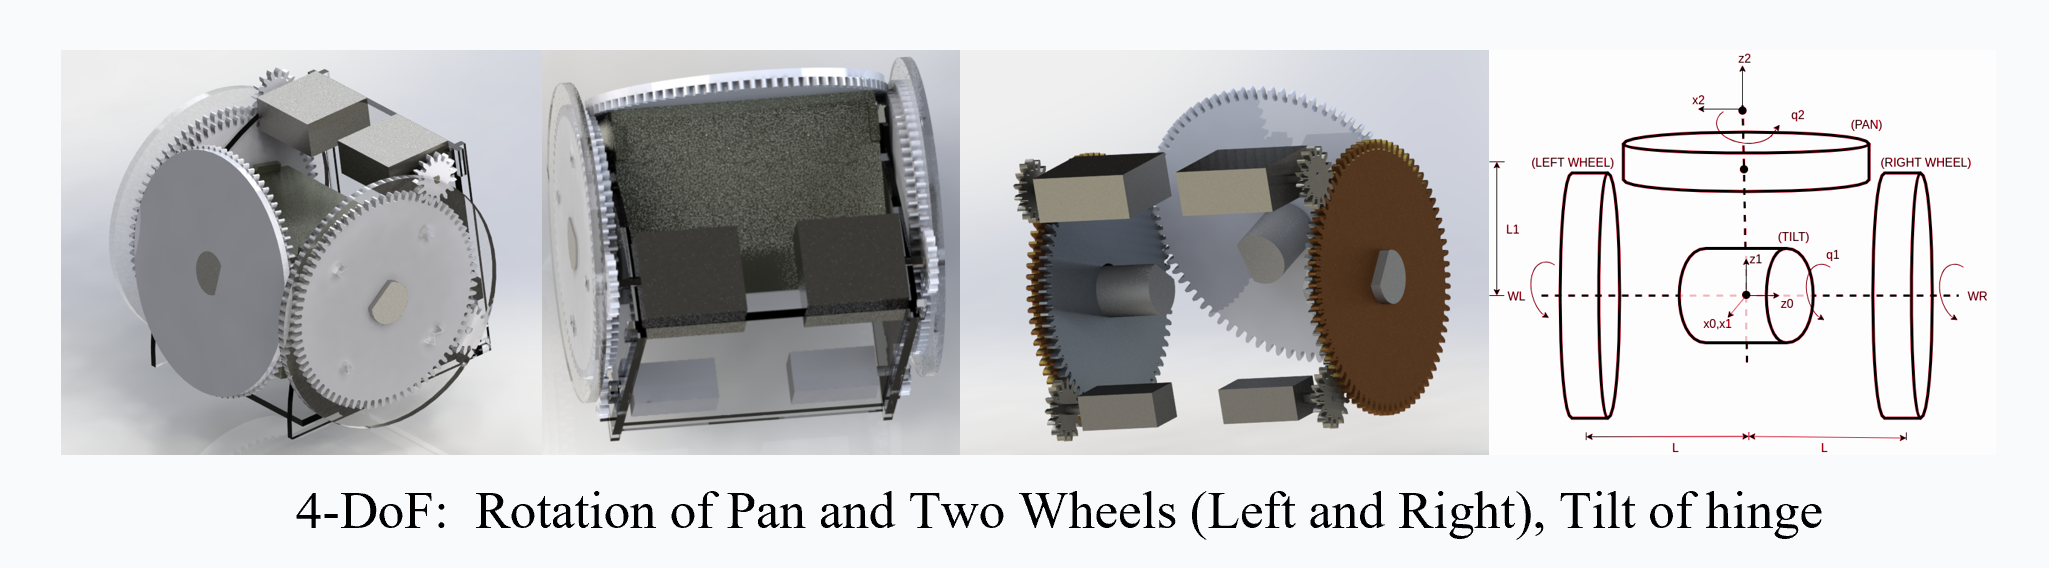 z2
x2
q2
(PAN)
(LEFT WHEEL)
(RIGHT WHEEL)
L1
(TILT)
z1
q1
WL
z0
WR
x0,x1
L
L
4-DoF: Rotation of Pan and Two Wheels (Left and Right), Tilt of hinge